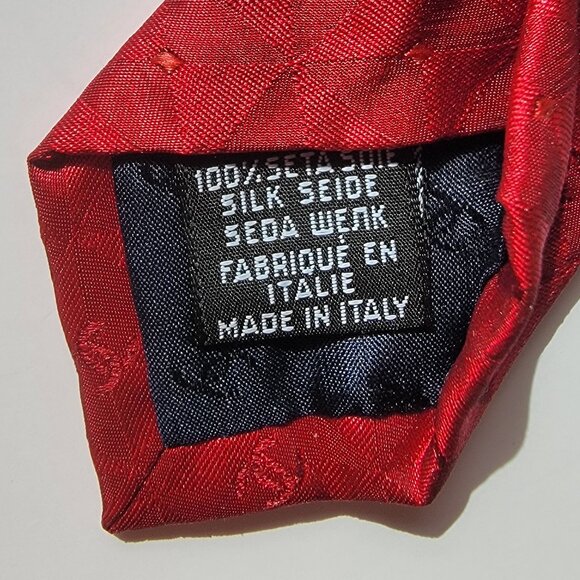 100% SETA SOIE
SILK SEIDE
SEDA ШЕЛК
FABRIQUÉ EN
ITALIE
MADE IN ITALY